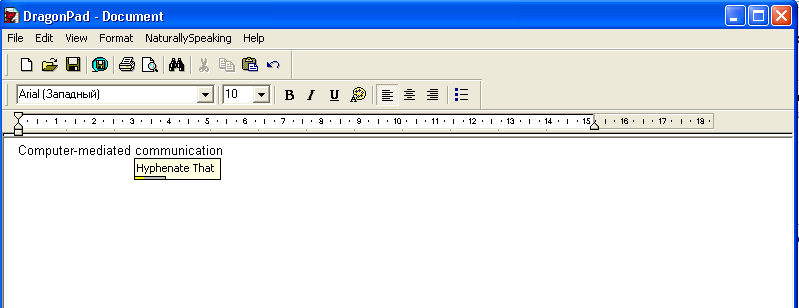 DragonPad - Document
File Edit View Format NaturallySpeaking Help
Arial (Западный) 10 B I U
1 2 3 4 5 6 7 8 9 10 11 12 13 14 15 16 17 18
Computer-mediated communication
Hyphenate That